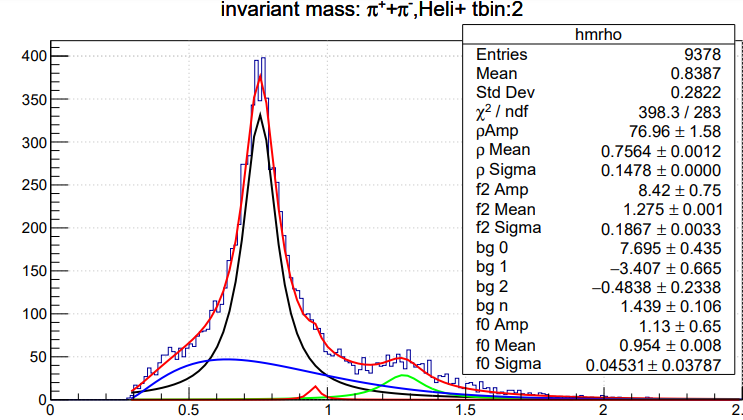 invariant mass: π⁺+π⁻,Heli+ tbin:2
hmrho
Entries 9378
Mean 0.8387
Std Dev 0.2822
χ² / ndf 398.3 / 283
ρAmp 76.96 ± 1.58
ρ Mean 0.7564 ± 0.0012
ρ Sigma 0.1478 ± 0.0000
f2 Amp 8.42 ± 0.75
f2 Mean 1.275 ± 0.001
f2 Sigma 0.1867 ± 0.0033
bg 0 7.695 ± 0.435
bg 1 −3.407 ± 0.665
bg 2 −0.4838 ± 0.2338
bg n 1.439 ± 0.106
f0 Amp 1.13 ± 0.65
f0 Mean 0.954 ± 0.008
f0 Sigma 0.04531 ± 0.03787
400
350
300
250
200
150
100
50
0
0 0.5 1 1.5 2